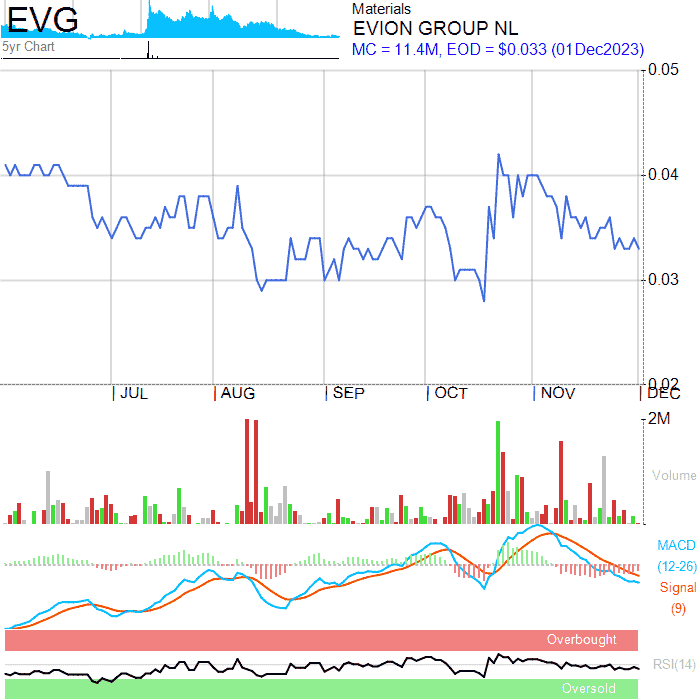 EVG
5yr Chart
Materials
EVION GROUP NL
MC = 11.4M, EOD = $0.033 (01Dec2023)
0.05
0.04
0.03
0.02
JUL AUG SEP OCT NOV DEC
2M
Volume
MACD
(12-26)
Signal
(9)
Overbought
RSI(14)
Oversold